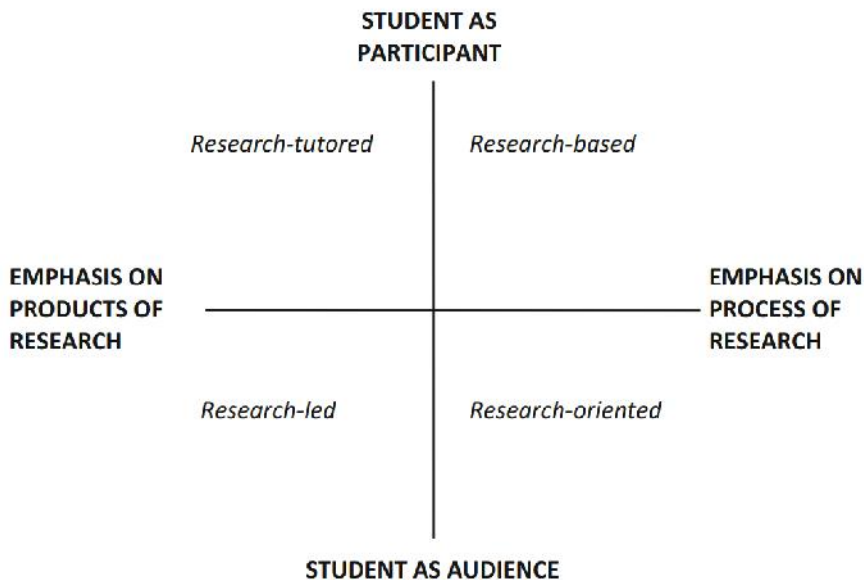 STUDENT AS
PARTICIPANT
Research-tutored
Research-based
EMPHASIS ON
PRODUCTS OF
RESEARCH
EMPHASIS ON
PROCESS OF
RESEARCH
Research-led
Research-oriented
STUDENT AS AUDIENCE